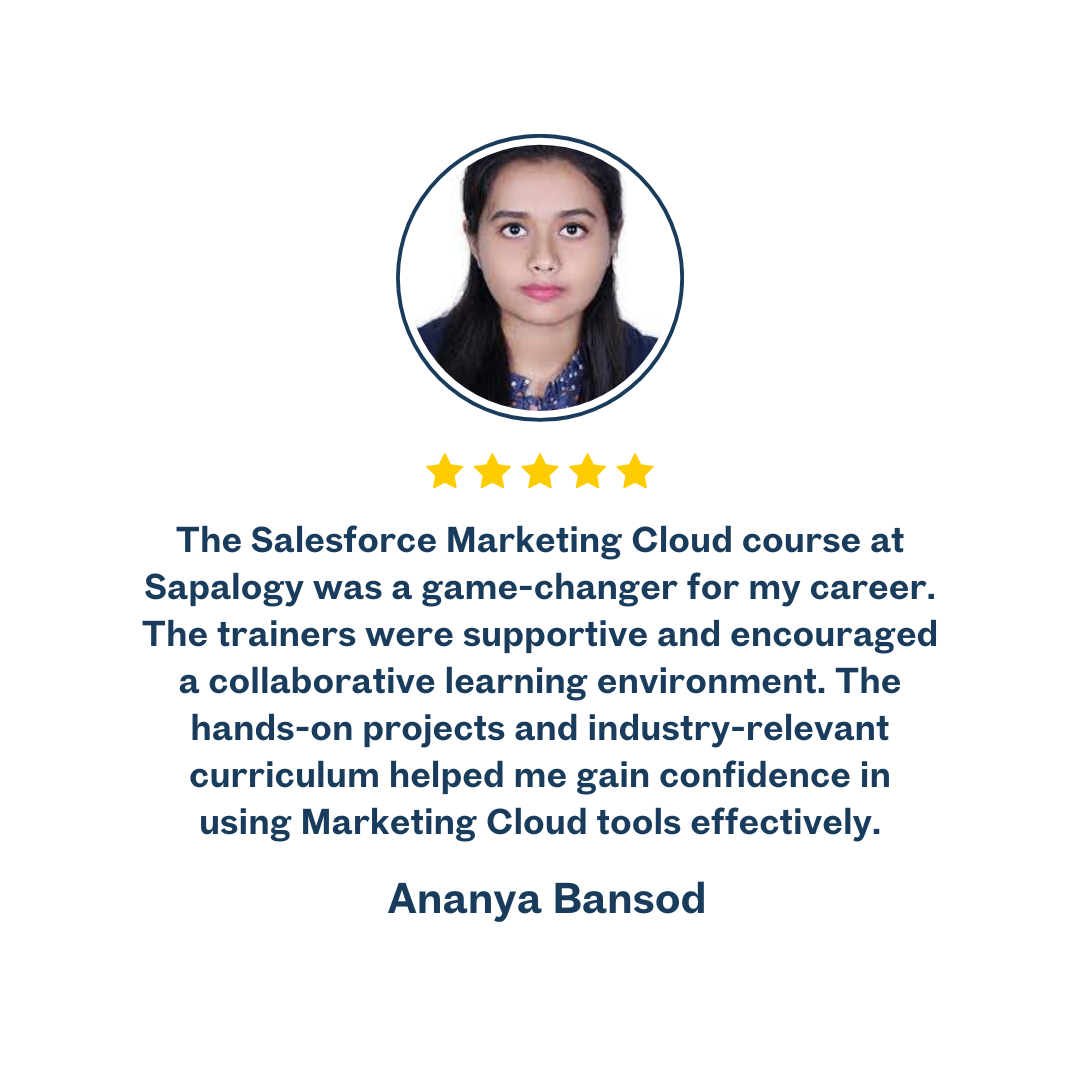 The Salesforce Marketing Cloud course at
Sapalogy was a game-changer for my career.
The trainers were supportive and encouraged
a collaborative learning environment. The
hands-on projects and industry-relevant
curriculum helped me gain confidence in
using Marketing Cloud tools effectively.
Ananya Bansod